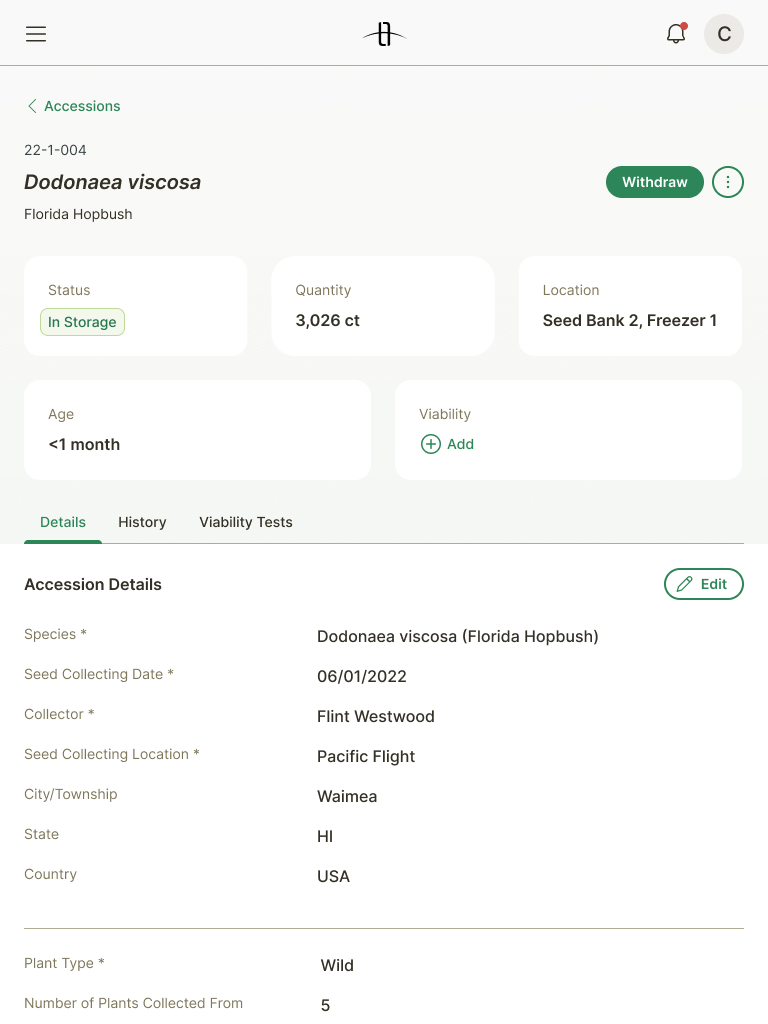 C
Accessions
22-1-004
Dodonaea viscosa
Withdraw
Florida Hopbush
Status
In Storage
Quantity
3,026 ct
Location
Seed Bank 2, Freezer 1
Age
<1 month
Viability
Add
Details History Viability Tests
Accession Details
Edit
Species * Dodonaea viscosa (Florida Hopbush)
Seed Collecting Date * 06/01/2022
Collector * Flint Westwood
Seed Collecting Location * Pacific Flight
City/Township Waimea
State HI
Country USA
Plant Type * Wild
Number of Plants Collected From 5